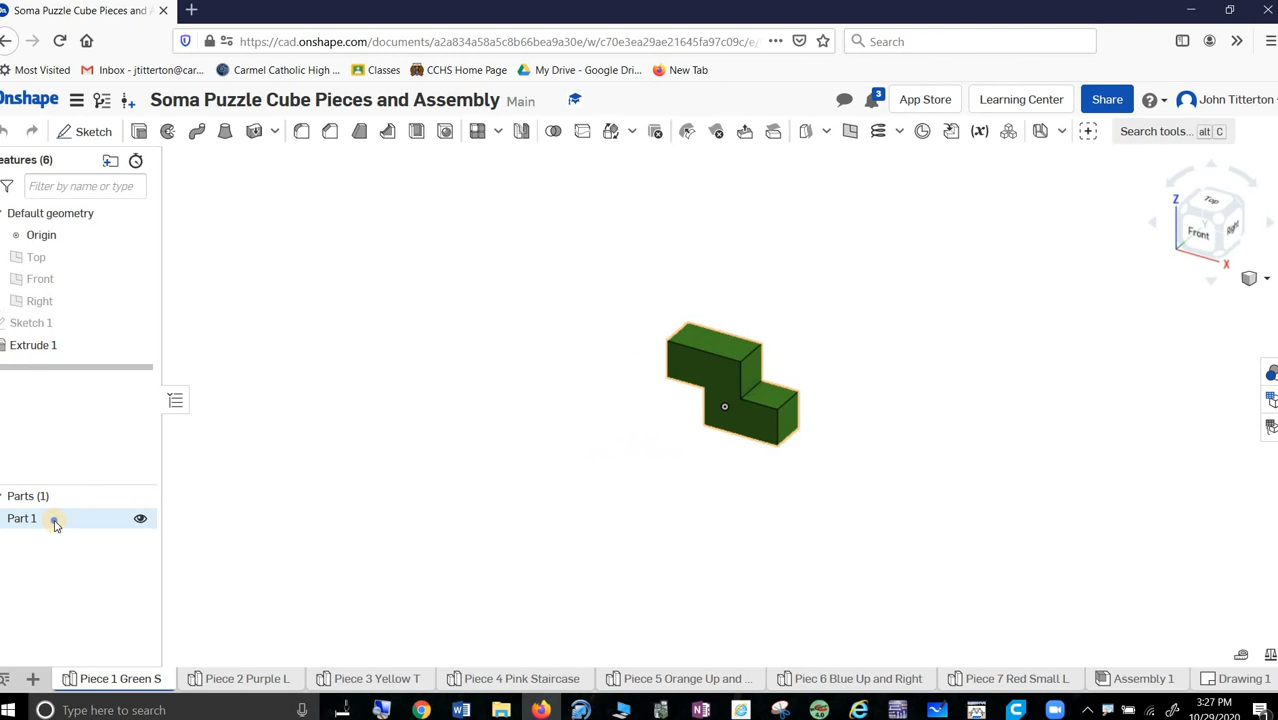 Soma Puzzle Cube Pieces and A
https://cad.onshape.com/documents/a2a834a58a5c8b66bea9a30e/w/c70e3ea29ae21645fa97c09c/e/
Search
Most Visited
Inbox - jtitterton@car...
Carmel Catholic High ...
Classes
CCHS Home Page
My Drive - Google Dri...
New Tab
Onshape
Soma Puzzle Cube Pieces and Assembly
Main
3
App Store
Learning Center
Share
John Titterton
Sketch
Search tools...
alt C
eatures (6)
Filter by name or type
Default geometry
Origin
Top
Front
Right
Sketch 1
Extrude 1
Z
Top
Y
Front
Right
X
Parts (1)
Part 1
Piece 1 Green S
Piece 2 Purple L
Piece 3 Yellow T
Piece 4 Pink Staircase
Piece 5 Orange Up and ...
Piec 6 Blue Up and Right
Piece 7 Red Small L
Assembly 1
Drawing 1
Type here to search
3:27 PM
10/29/2020